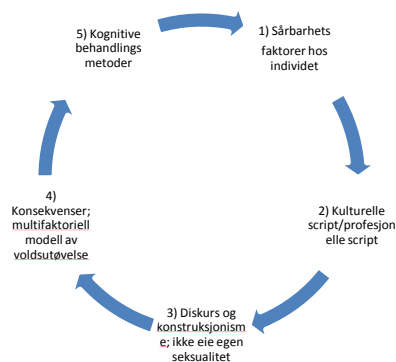 1) Sårbarhets
faktorer hos
individet
2) Kulturelle
script/profesjon
elle script
3) Diskurs og
konstruksjonism
e; ikke eie egen
seksualitet
4)
Konsekvenser;
multifaktoriell
modell av
voldsutøvelse
5) Kognitive
behandlings
metoder